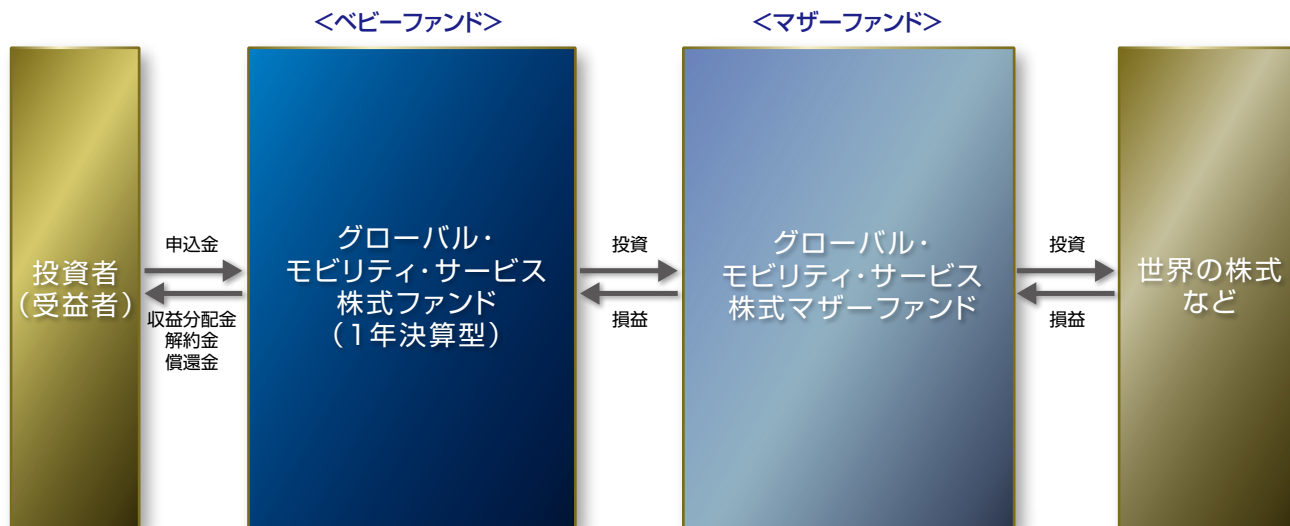 <ベビーファンド>
<マザーファンド>
投資者
(受益者)
申込金
収益分配金
解約金
償還金
グローバル・
モビリティ・サービス
株式ファンド
(1年決算型)
投資
損益
グローバル・
モビリティ・サービス
株式マザーファンド
投資
損益
世界の株式
など